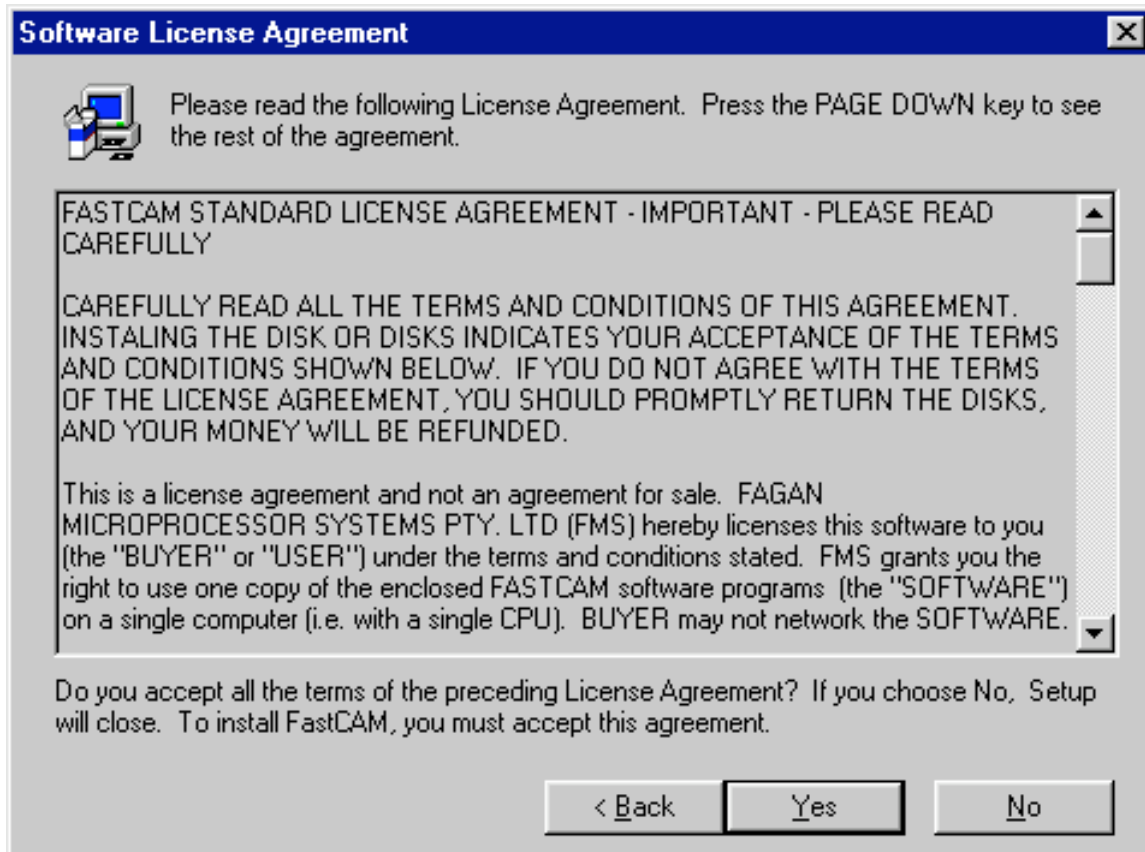 Software License Agreement
Please read the following License Agreement.  Press the PAGE DOWN key to see
the rest of the agreement.
FASTCAM STANDARD LICENSE AGREEMENT - IMPORTANT - PLEASE READ
CAREFULLY
CAREFULLY READ ALL THE TERMS AND CONDITIONS OF THIS AGREEMENT.
INSTALING THE DISK OR DISKS INDICATES YOUR ACCEPTANCE OF THE TERMS
AND CONDITIONS SHOWN BELOW.  IF YOU DO NOT AGREE WITH THE TERMS
OF THE LICENSE AGREEMENT, YOU SHOULD PROMPTLY RETURN THE DISKS,
AND YOUR MONEY WILL BE REFUNDED.
This is a license agreement and not an agreement for sale.  FAGAN
MICROPROCESSOR SYSTEMS PTY. LTD (FMS) hereby licenses this software to you
(the "BUYER" or "USER") under the terms and conditions stated.  FMS grants you the
right to use one copy of the enclosed FASTCAM software programs  (the "SOFTWARE")
on a single computer (i.e. with a single CPU).  BUYER may not network the SOFTWARE.
Do you accept all the terms of the preceding License Agreement?  If you choose No,  Setup
will close.  To install FastCAM, you must accept this agreement.
< Back
Yes
No